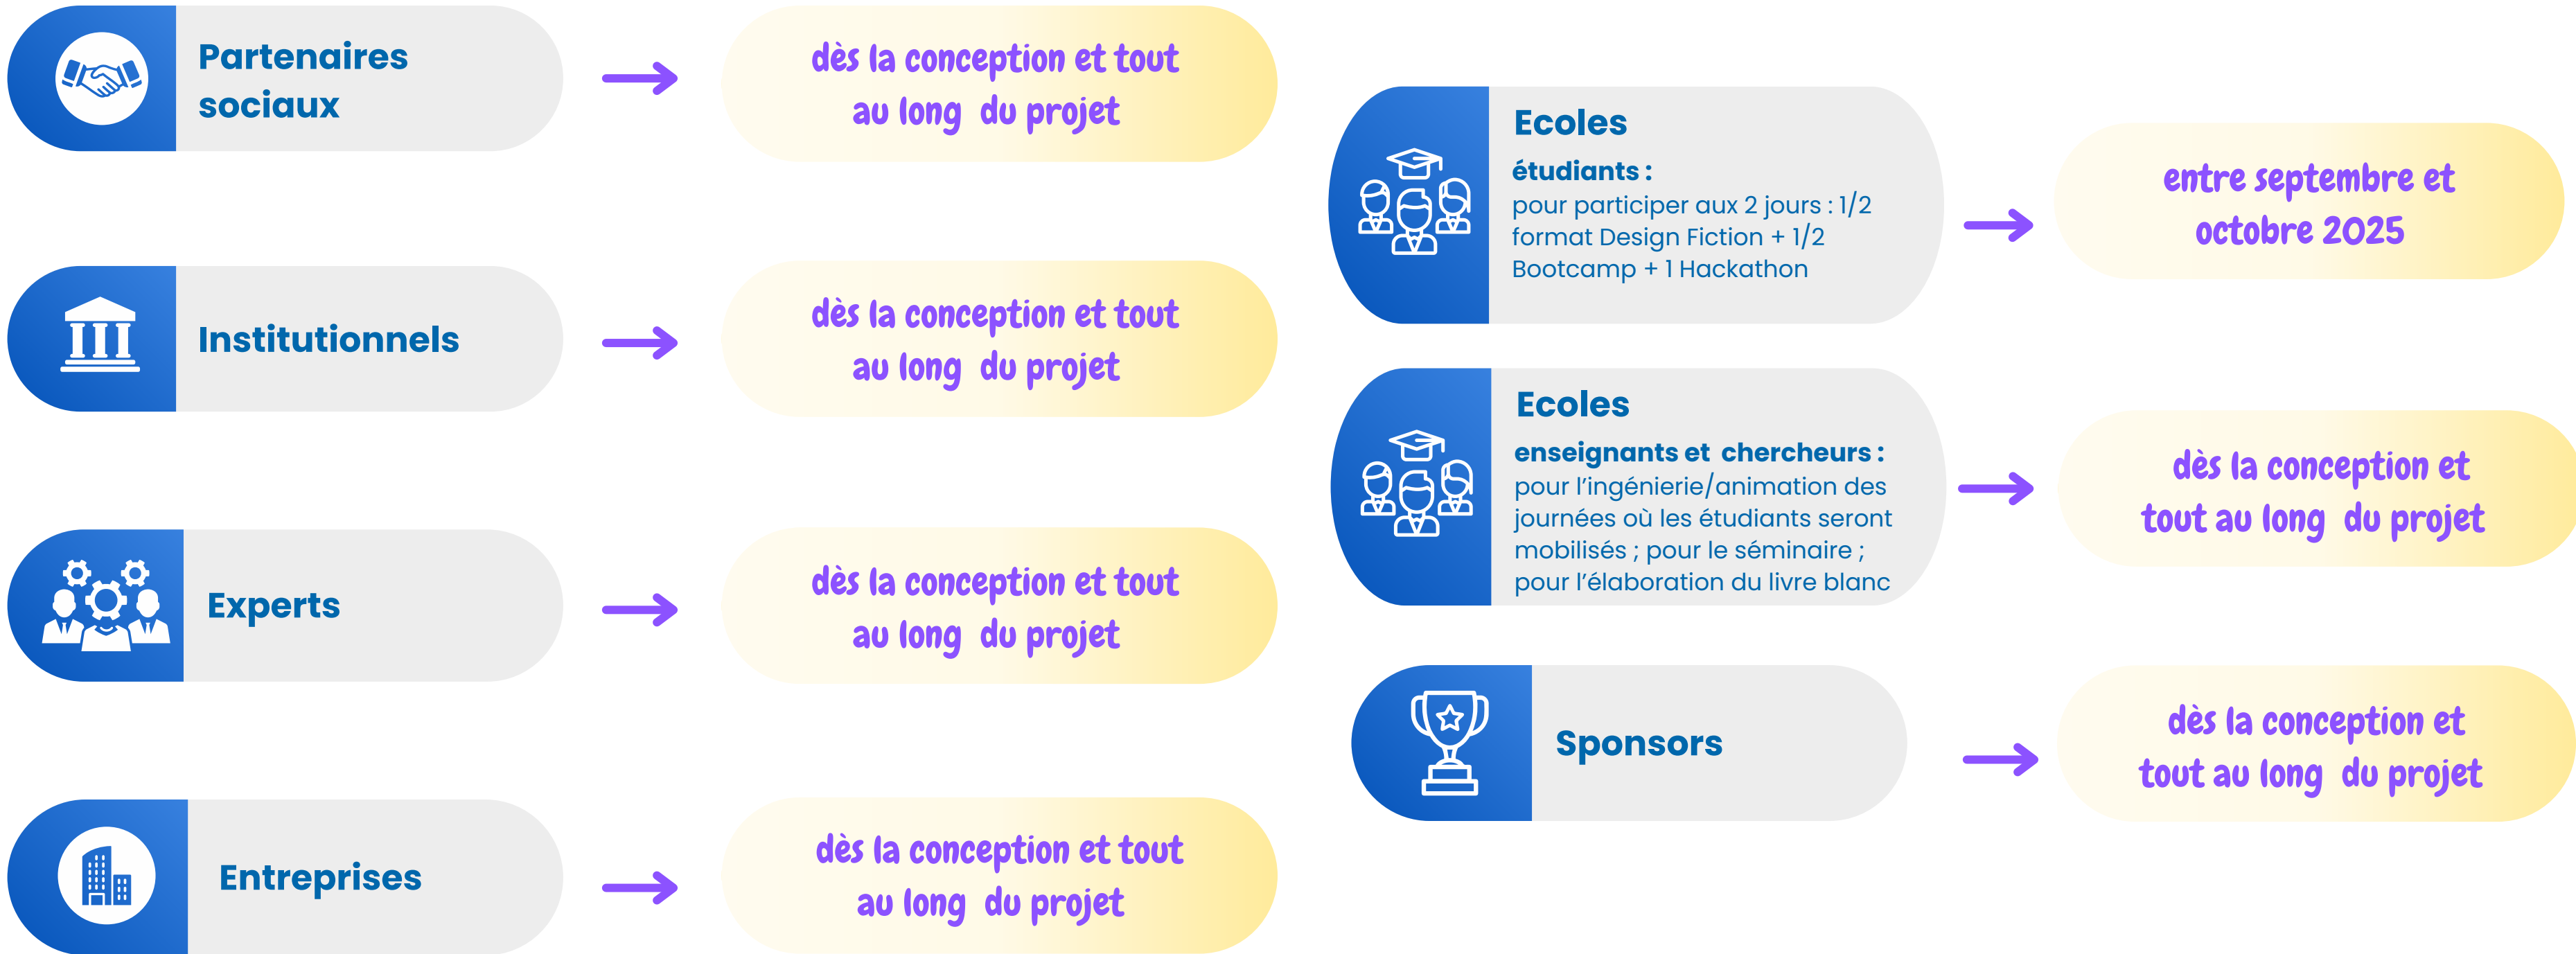 Partenaires
sociaux
dès la conception et tout
au long du projet
Institutionnels
dès la conception et tout
au long du projet
Experts
dès la conception et tout
au long du projet
Entreprises
dès la conception et tout
au long du projet
Ecoles
étudiants :
pour participer aux 2 jours : 1/2
format Design Fiction + 1/2
Bootcamp + 1 Hackathon
entre septembre et
octobre 2025
Ecoles
enseignants et chercheurs :
pour l’ingénierie/animation des
journées où les étudiants seront
mobilisés ; pour le séminaire ;
pour l’élaboration du livre blanc
dès la conception et
tout au long du projet
Sponsors
dès la conception et
tout au long du projet